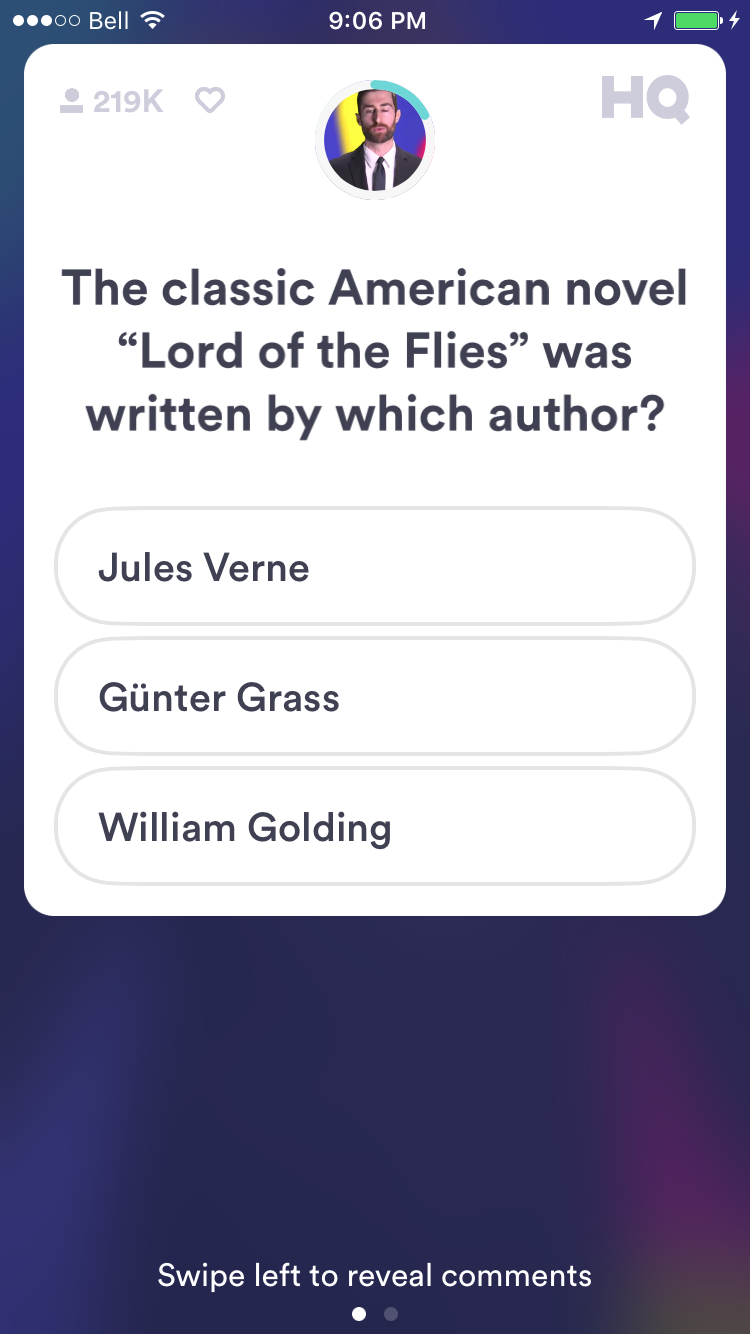 Bell 9:06 PM
219K HQ
The classic American novel
“Lord of the Flies” was
written by which author?
Jules Verne
Günter Grass
William Golding
Swipe left to reveal comments